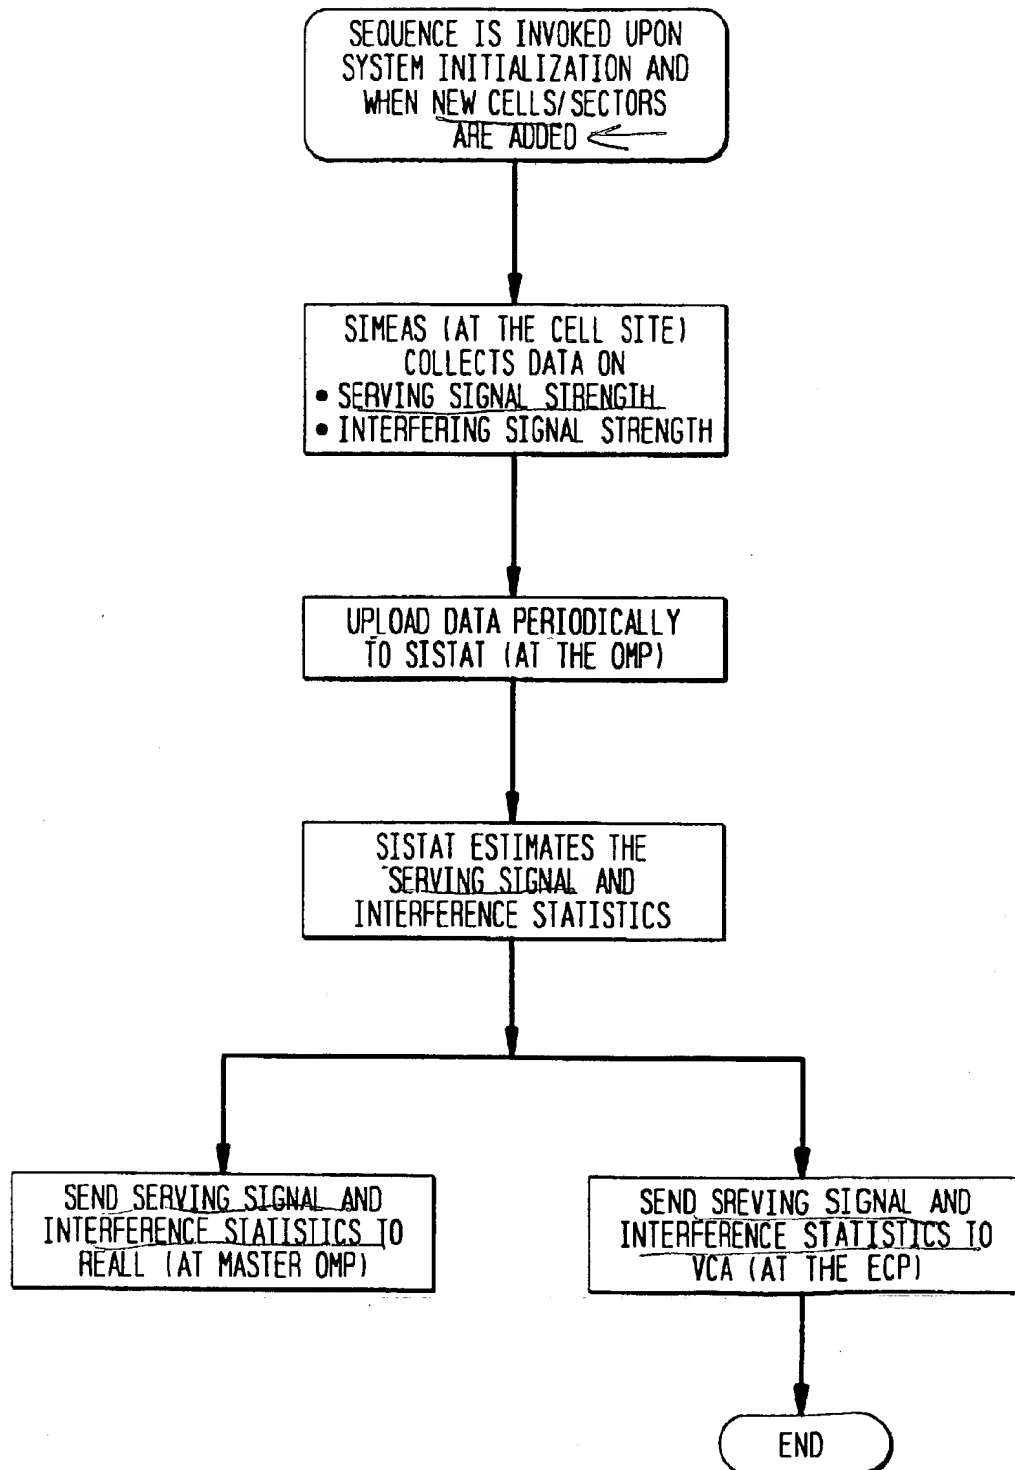 SEQUENCE IS INVOKED UPON
SYSTEM INITIALIZATION AND
WHEN NEW CELLS/SECTORS
ARE ADDED
SIMEAS (AT THE CELL SITE)
COLLECTS DATA ON
• SERVING SIGNAL STRENGTH
• INTERFERING SIGNAL STRENGTH
UPLOAD DATA PERIODICALLY
TO SISTAT (AT THE OMP)
SISTAT ESTIMATES THE
SERVING SIGNAL AND
INTERFERENCE STATISTICS
SEND SERVING SIGNAL AND
INTERFERENCE STATISTICS TO
REALL (AT MASTER OMP)
SEND SREVING SIGNAL AND
INTERFERENCE STATISTICS TO
VCA (AT THE ECP)
END